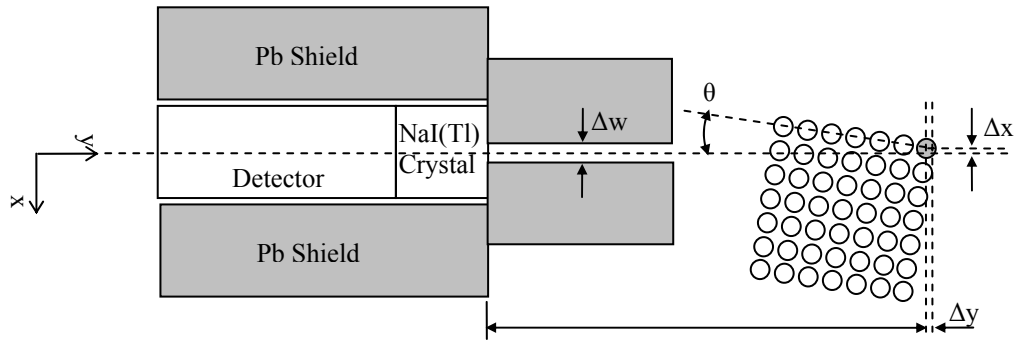 Pb Shield
θ
NaI(Tl)
Crystal
Δw
Δx
y
Detector
x
Pb Shield
Δy